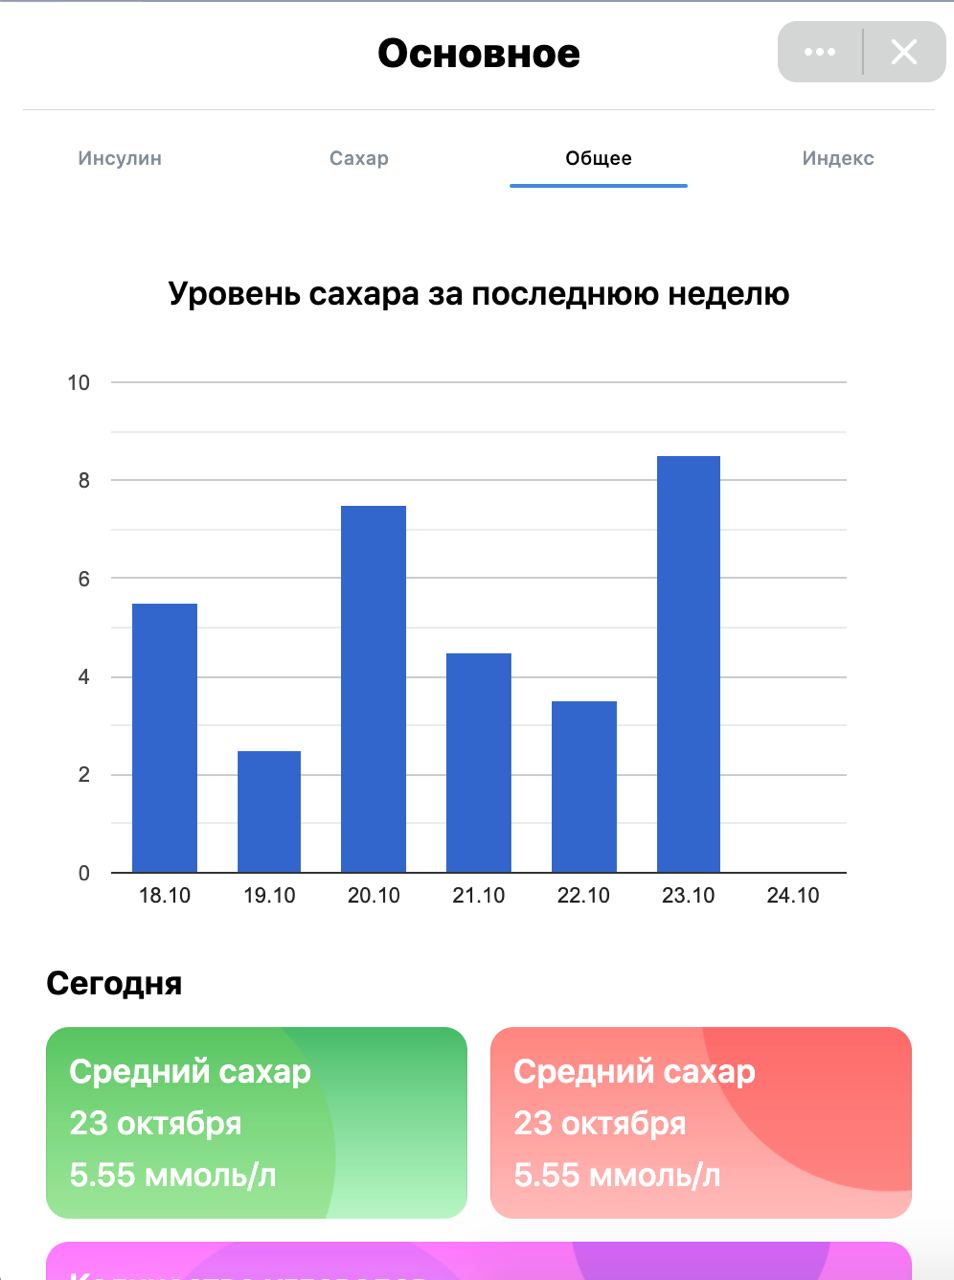 Основное
Инсулин Сахар Общее Индекс
Уровень сахара за последнюю неделю
10
8
6
4
2
0
18.10 19.10 20.10 21.10 22.10 23.10 24.10
Сегодня
Средний сахар
23 октября
5.55 ммоль/л
Средний сахар
23 октября
5.55 ммоль/л